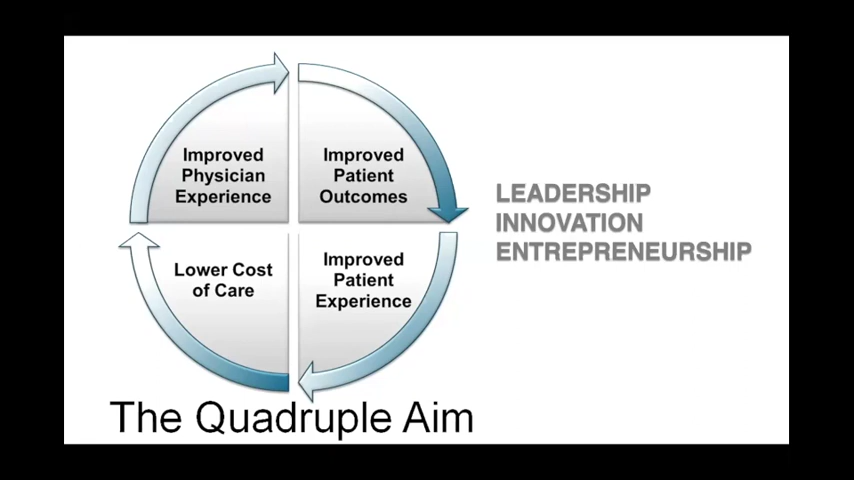 Improved
Physician
Experience
Improved
Patient
Outcomes
LEADERSHIP
INNOVATION
ENTREPRENEURSHIP
Lower Cost
of Care
Improved
Patient
Experience
The Quadruple Aim